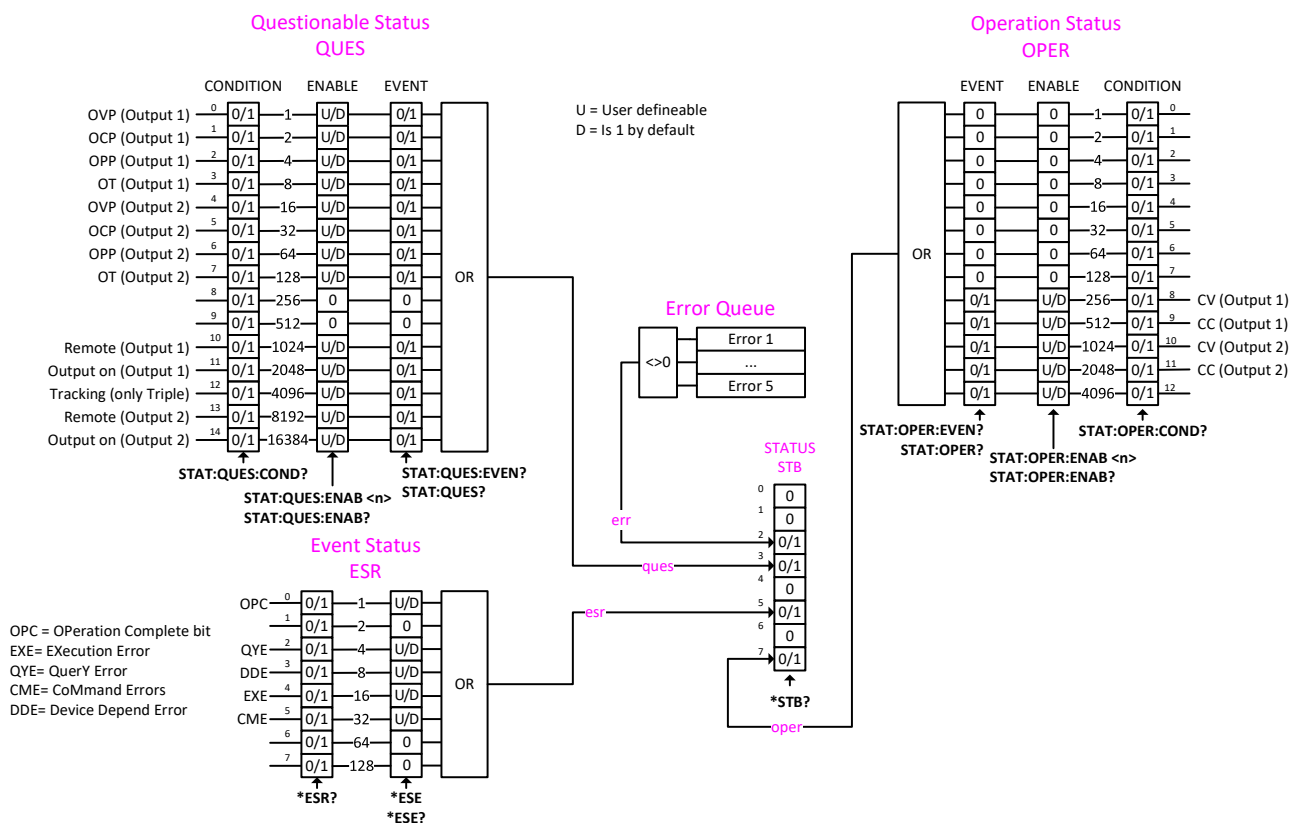 Questionable Status
QUES
CONDITION ENABLE EVENT
OVP (Output 1) 0 0/1 1 U/D 0/1
OCP (Output 1) 1 0/1 2 U/D 0/1
OPP (Output 1) 2 0/1 4 U/D 0/1
OT (Output 1) 3 0/1 8 U/D 0/1
OVP (Output 2) 4 0/1 16 U/D 0/1
OCP (Output 2) 5 0/1 32 U/D 0/1
OPP (Output 2) 6 0/1 64 U/D 0/1
OT (Output 2) 7 0/1 128 U/D 0/1
8 0/1 256 0 0
9 0/1 512 0 0
Remote (Output 1) 10 0/1 1024 U/D 0/1
Output on (Output 1) 11 0/1 2048 U/D 0/1
Tracking (only Triple) 12 0/1 4096 U/D 0/1
Remote (Output 2) 13 0/1 8192 U/D 0/1
Output on (Output 2) 14 0/1 16384 U/D 0/1
OR
STAT:QUES:COND?
STAT:QUES:ENAB <n>
STAT:QUES:ENAB?
STAT:QUES:EVEN?
STAT:QUES?
U = User defineable
D = Is 1 by default
Operation Status
OPER
EVENT ENABLE CONDITION
0 0 1 0/1 0
0 0 2 0/1 1
0 0 4 0/1 2
0 0 8 0/1 3
0 0 16 0/1 4
0 0 32 0/1 5
0 0 64 0/1 6
0 0 128 0/1 7
0/1 U/D 256 0/1 8 CV (Output 1)
0/1 U/D 512 0/1 9 CC (Output 1)
0/1 U/D 1024 0/1 10 CV (Output 2)
0/1 U/D 2048 0/1 11 CC (Output 2)
0/1 U/D 4096 0/1 12
OR
STAT:OPER:EVEN?
STAT:OPER?
STAT:OPER:ENAB <n>
STAT:OPER:ENAB?
STAT:OPER:COND?
Error Queue
<>0
Error 1
...
Error 5
STATUS
STB
0 0
1 0
2 0/1
3 0/1
4 0
5 0/1
6 0
7 0/1
*STB?
err
ques
esr
oper
Event Status
ESR
OPC 0 0/1 1 U/D
1 0/1 2 0
QYE 2 0/1 4 U/D
DDE 3 0/1 8 U/D
EXE 4 0/1 16 U/D
CME 5 0/1 32 U/D
6 0/1 64 0
7 0/1 128 0
OR
*ESR?
*ESE
*ESE?
OPC = OPeration Complete bit
EXE= EXecution Error
QYE= QuerY Error
CME= CoMmand Errors
DDE= Device Depend Error